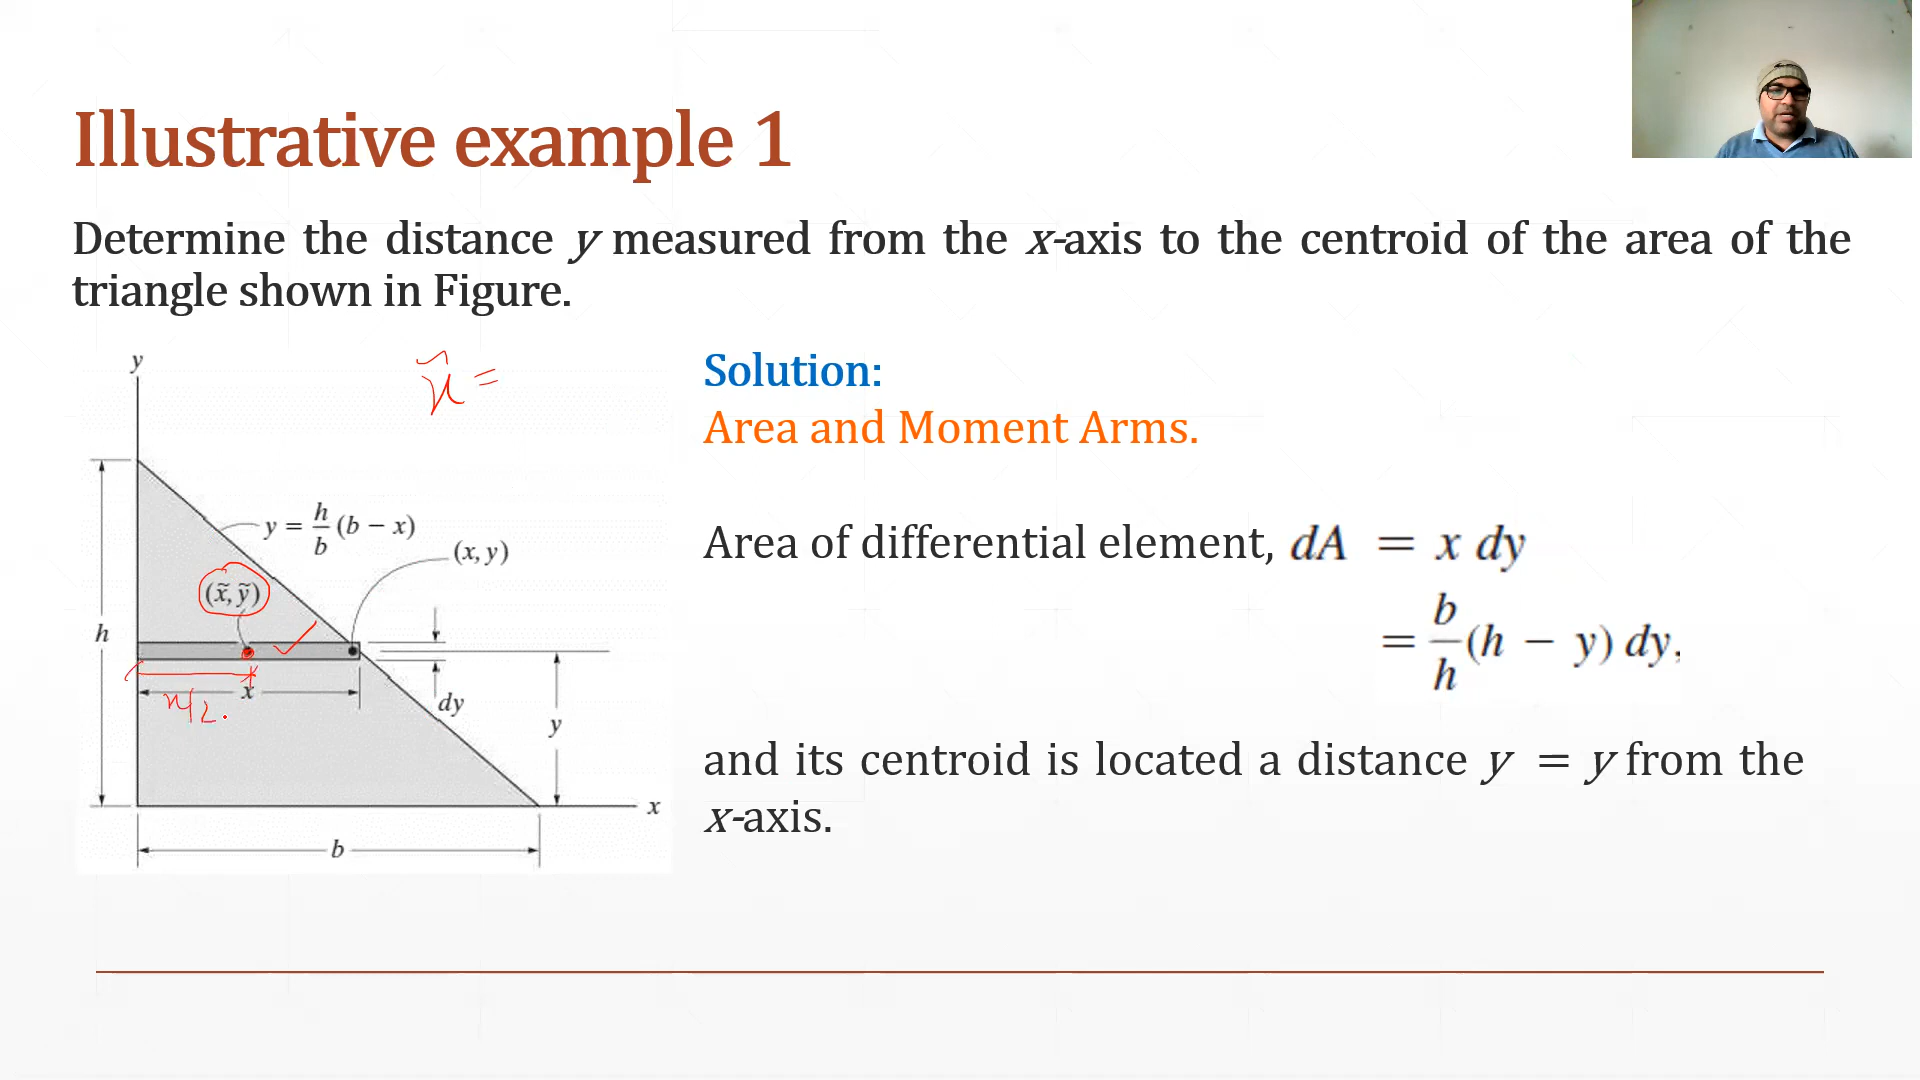 Illustrative example 1
Determine the distance y measured from the x-axis to the centroid of the area of the
triangle shown in Figure.
y
x̃ =
Solution:
Area and Moment Arms.
y = h/b (b − x)
(x, y)
(x̃, ỹ)
h
x
x/2.
dy
y
x
b
Area of differential element, dA = x dy
= b/h (h − y) dy,
and its centroid is located a distance y = y from the
x-axis.